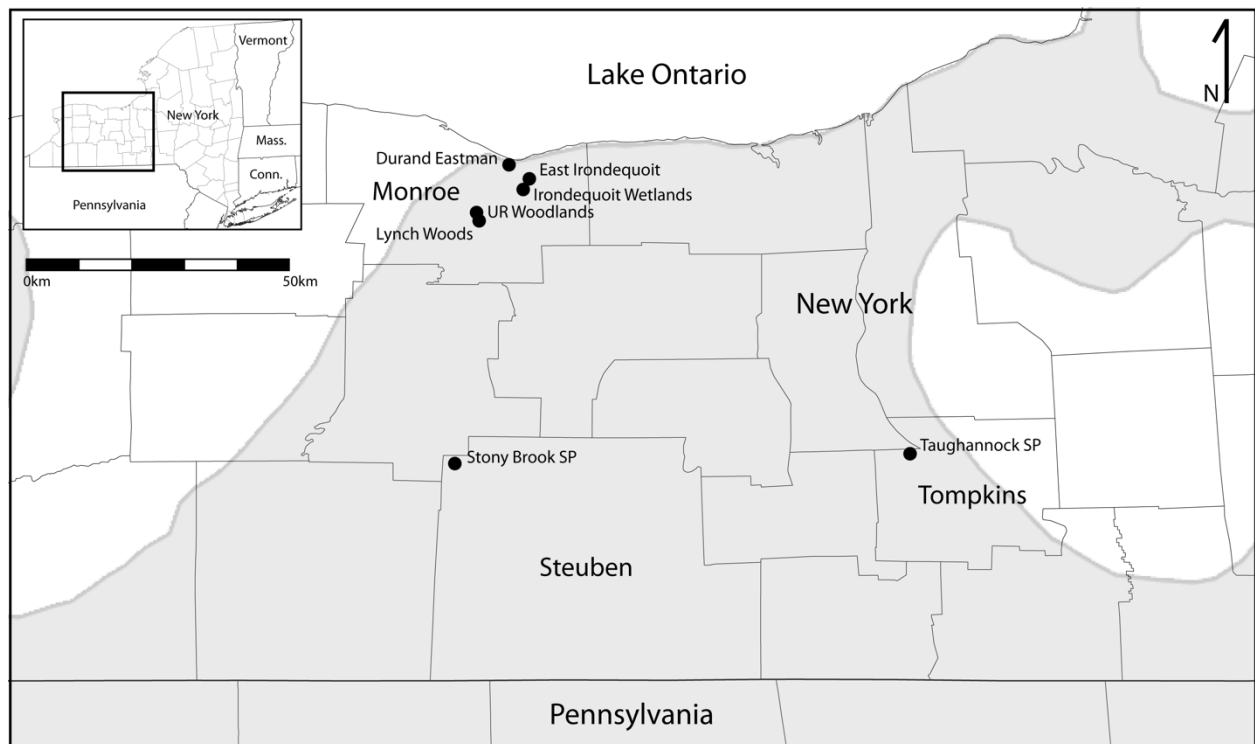 Vermont
New York
Mass.
Conn.
Pennsylvania
Lake Ontario
N
Durand Eastman
East Irondequoit
Monroe
Irondequoit Wetlands
UR Woodlands
Lynch Woods
0km
50km
New York
Stony Brook SP
Taughannock SP
Tompkins
Steuben
Pennsylvania